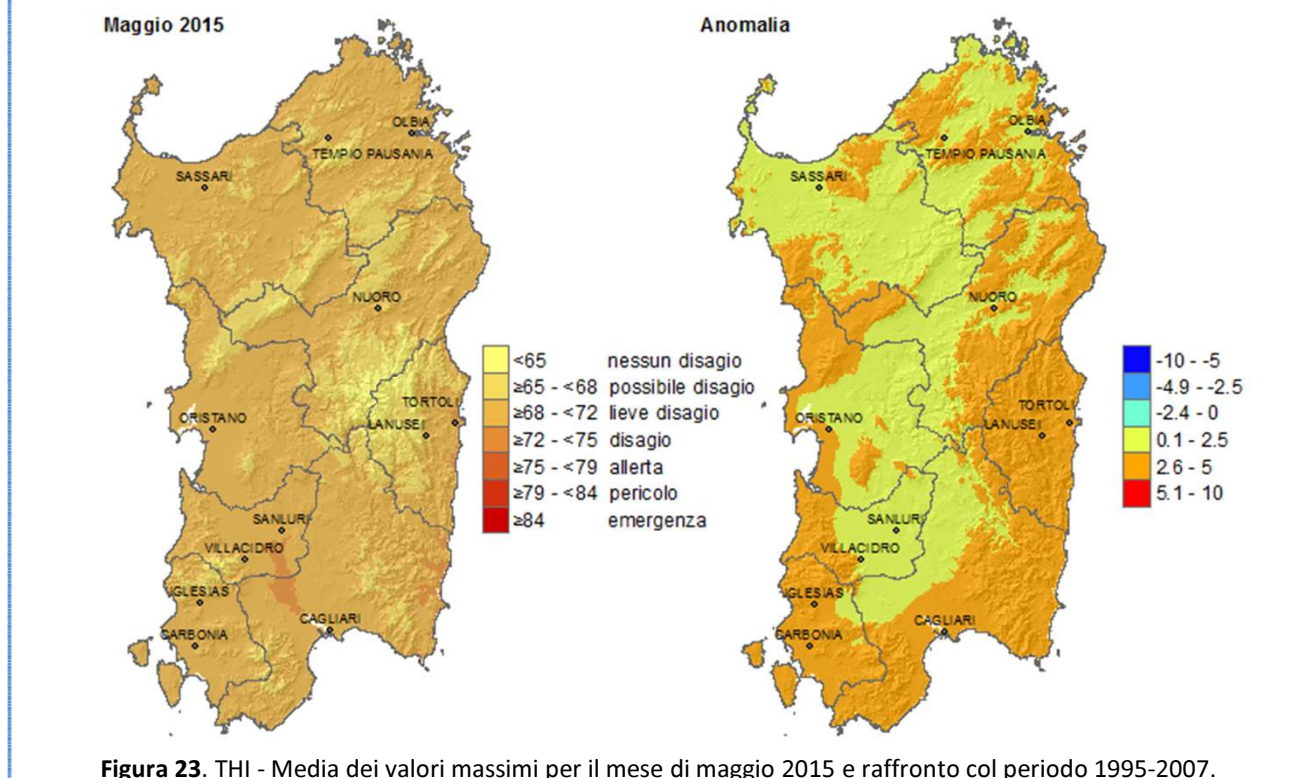 Maggio 2015
OLBIA
TEMPIO PAUSANIA
SASSARI
NUORO
TORTOLI
ORISTANO
LANUSEI
SANLURI
VILLACIDRO
IGLESIAS
CAGLIARI
CARBONIA
<65 nessun disagio
≥65 - <68 possibile disagio
≥68 - <72 lieve disagio
≥72 - <75 disagio
≥75 - <79 allerta
≥79 - <84 pericolo
≥84 emergenza
Anomalia
OLBIA
TEMPIO PAUSANIA
SASSARI
NUORO
TORTOLI
ORISTANO
LANUSEI
SANLURI
VILLACIDRO
IGLESIAS
CAGLIARI
CARBONIA
-10 - -5
-4.9 - -2.5
-2.4 - 0
0.1 - 2.5
2.6 - 5
5.1 - 10
Figura 23. THI - Media dei valori massimi per il mese di maggio 2015 e raffronto col periodo 1995-2007.